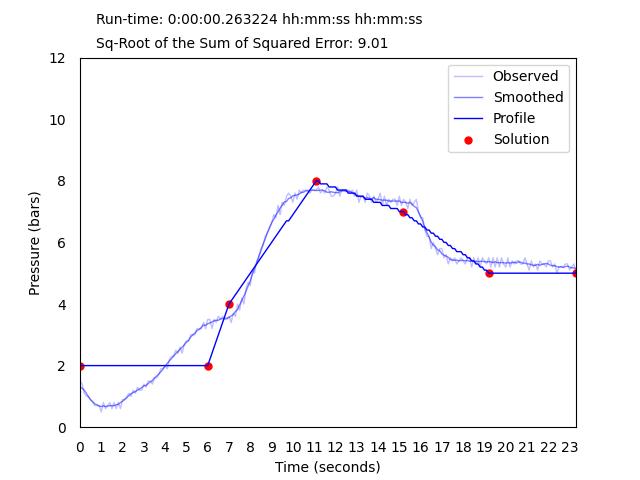 Run-time: 0:00:00.263224 hh:mm:ss hh:mm:ss
Sq-Root of the Sum of Squared Error: 9.01
12
10
8
6
4
2
0
Pressure (bars)
Observed
Smoothed
Profile
Solution
0 1 2 3 4 5 6 7 8 9 10 11 12 13 14 15 16 17 18 19 20 21 22 23
Time (seconds)